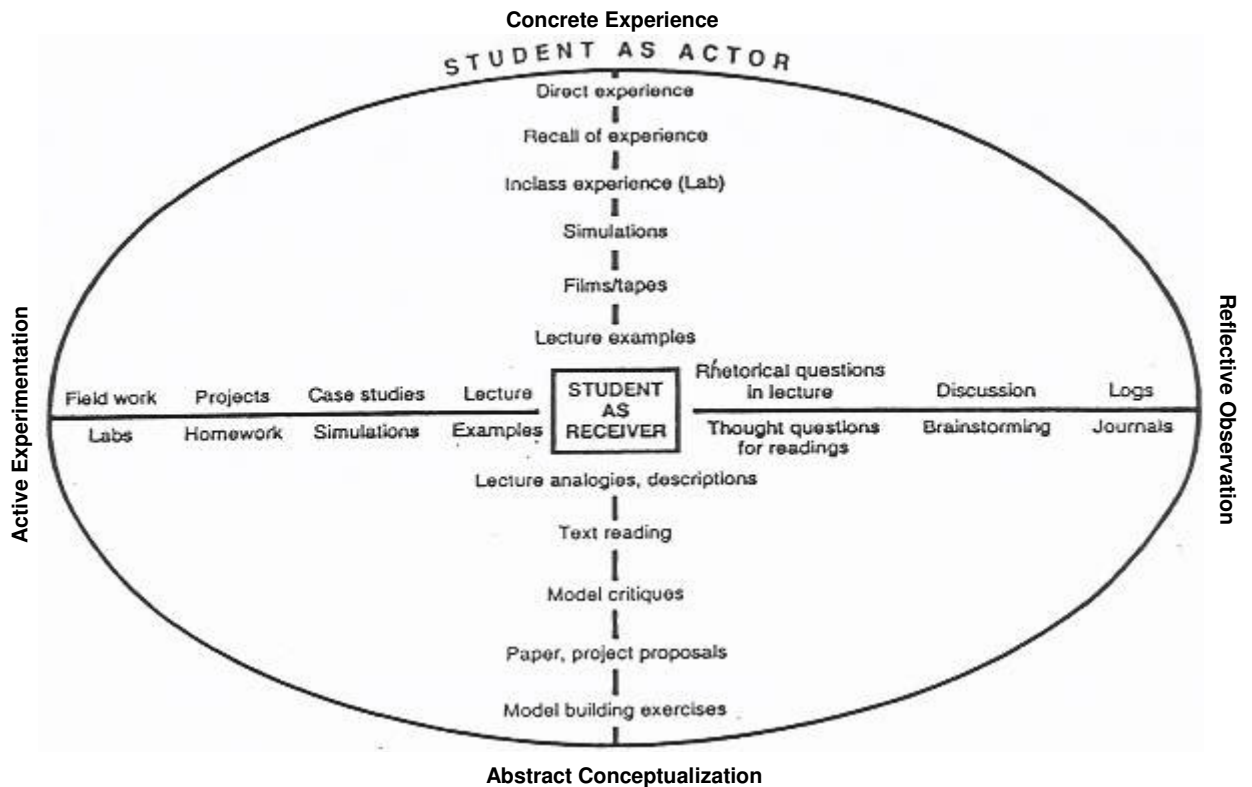 Concrete Experience
STUDENT AS ACTOR
Direct experience
Recall of experience
Inclass experience (Lab)
Simulations
Films/tapes
Lecture examples
Active Experimentation
Field work Projects Case studies Lecture
Labs Homework Simulations Examples
STUDENT
AS
RECEIVER
Rhetorical questions
in lecture
Discussion Logs
Thought questions
for readings
Brainstorming Journals
Reflective Observation
Lecture analogies, descriptions
Text reading
Model critiques
Paper, project proposals
Model building exercises
Abstract Conceptualization